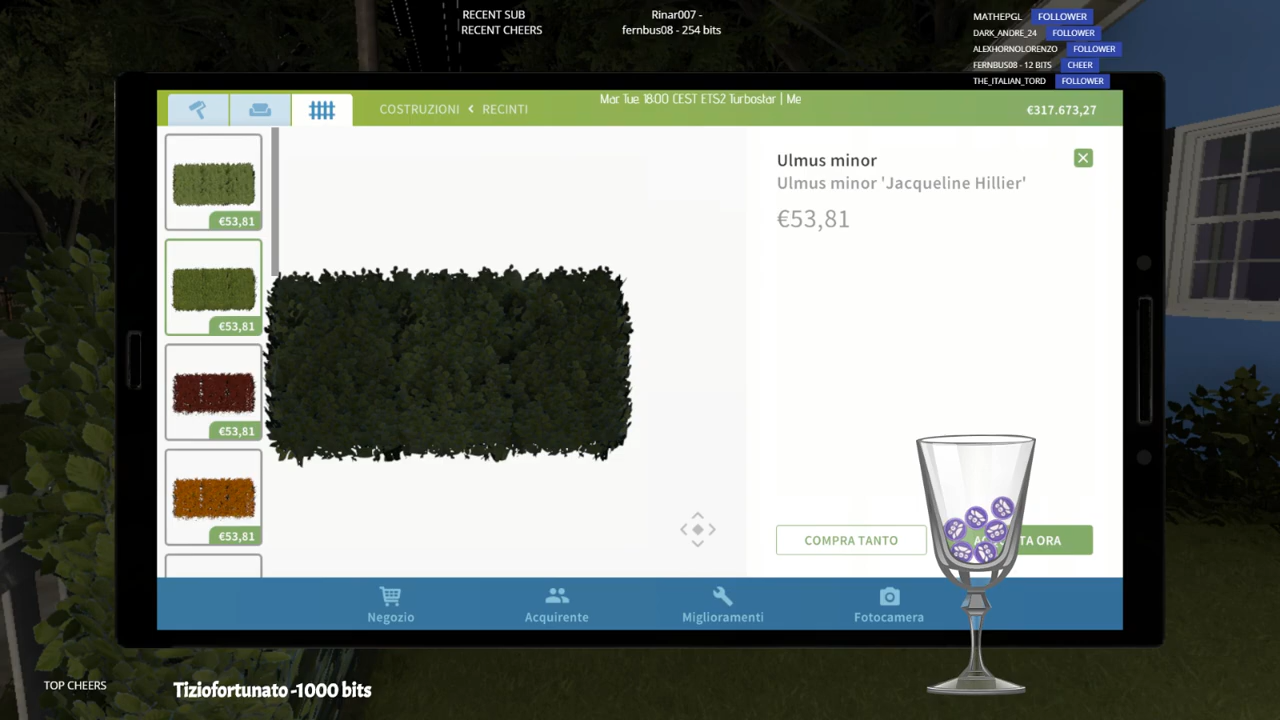 RECENT SUB
Rinar007 -
RECENT CHEERS
fernbus08 - 254 bits
MATHEPGL FOLLOWER
DARK_ANDRE_24 FOLLOWER
ALEXHORNOLORENZO FOLLOWER
FERNBUS08 - 12 BITS CHEER
THE_ITALIAN_TORD FOLLOWER
COSTRUZIONI < RECINTI
Mar Tue 18:00 CEST ETS2 Turbostar | Me
€317.673,27
€53,81
€53,81
€53,81
€53,81
Ulmus minor
Ulmus minor 'Jacqueline Hillier'
€53,81
COMPRA TANTO
TA ORA
Negozio
Acquirente
Miglioramenti
Fotocamera
TOP CHEERS
Tiziofortunato -1000 bits